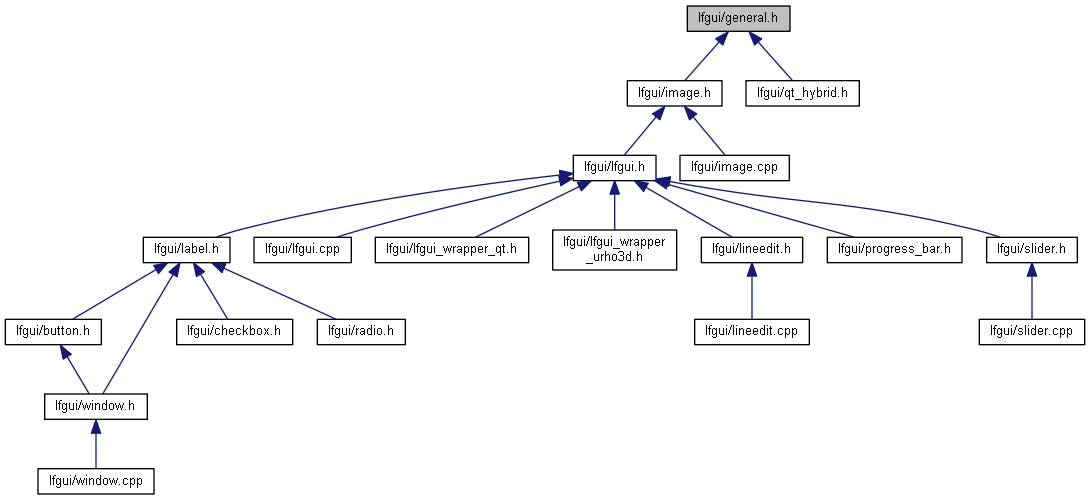 lfgui/general.h
lfgui/image.h
lfgui/qt_hybrid.h
lfgui/lfgui.h
lfgui/image.cpp
lfgui/label.h
lfgui/lfgui.cpp
lfgui/lfgui_wrapper_qt.h
lfgui/lfgui_wrapper
_urho3d.h
lfgui/lineedit.h
lfgui/progress_bar.h
lfgui/slider.h
lfgui/button.h
lfgui/checkbox.h
lfgui/radio.h
lfgui/lineedit.cpp
lfgui/slider.cpp
lfgui/window.h
lfgui/window.cpp